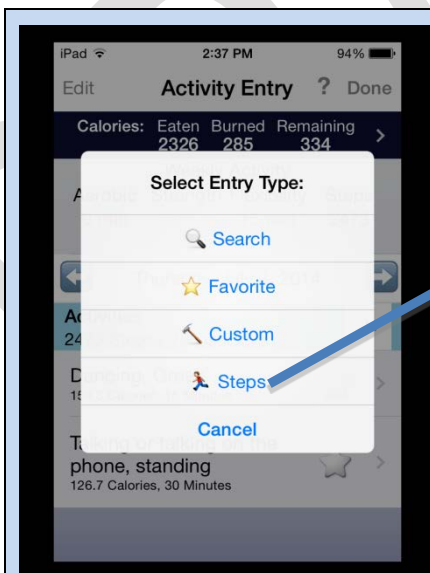 iPad 2:37 PM 94%
Edit Activity Entry ? Done
Calories: Eaten Burned Remaining
2326 285 334
Select Entry Type:
Search
Favorite
Custom
Steps
Cancel
phone, standing
126.7 Calories, 30 Minutes